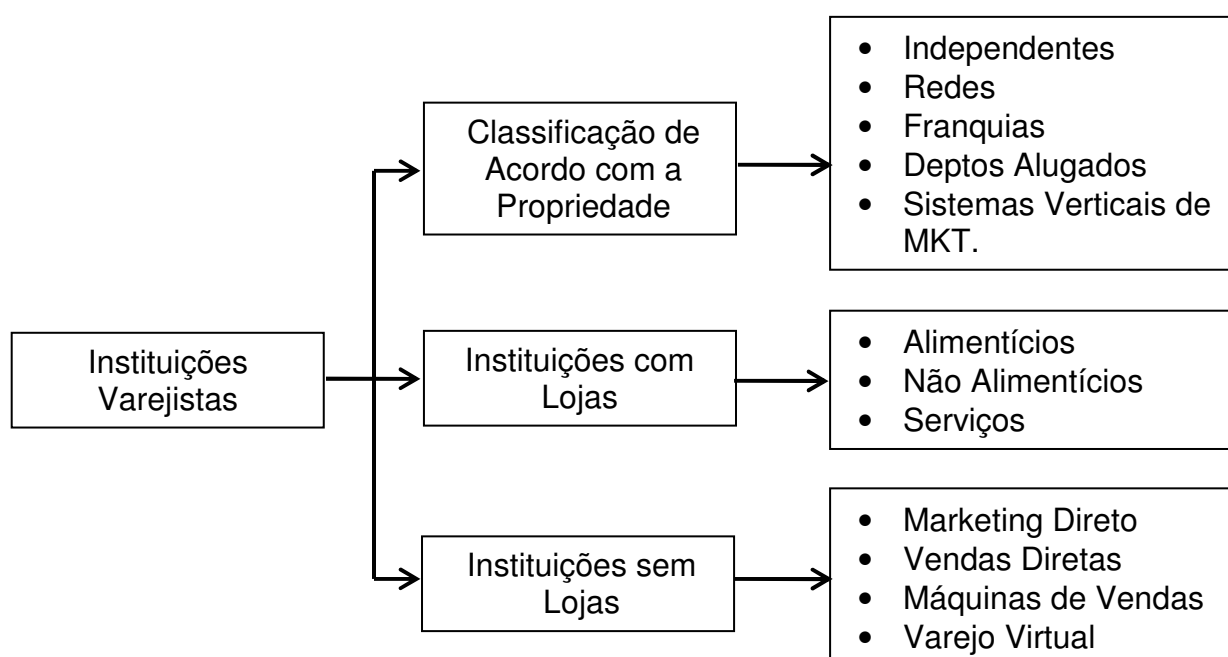 Instituições
Varejistas
Classificação de
Acordo com a
Propriedade
• Independentes
• Redes
• Franquias
• Deptos Alugados
• Sistemas Verticais de
MKT.
Instituições com
Lojas
• Alimentícios
• Não Alimentícios
• Serviços
Instituições sem
Lojas
• Marketing Direto
• Vendas Diretas
• Máquinas de Vendas
• Varejo Virtual